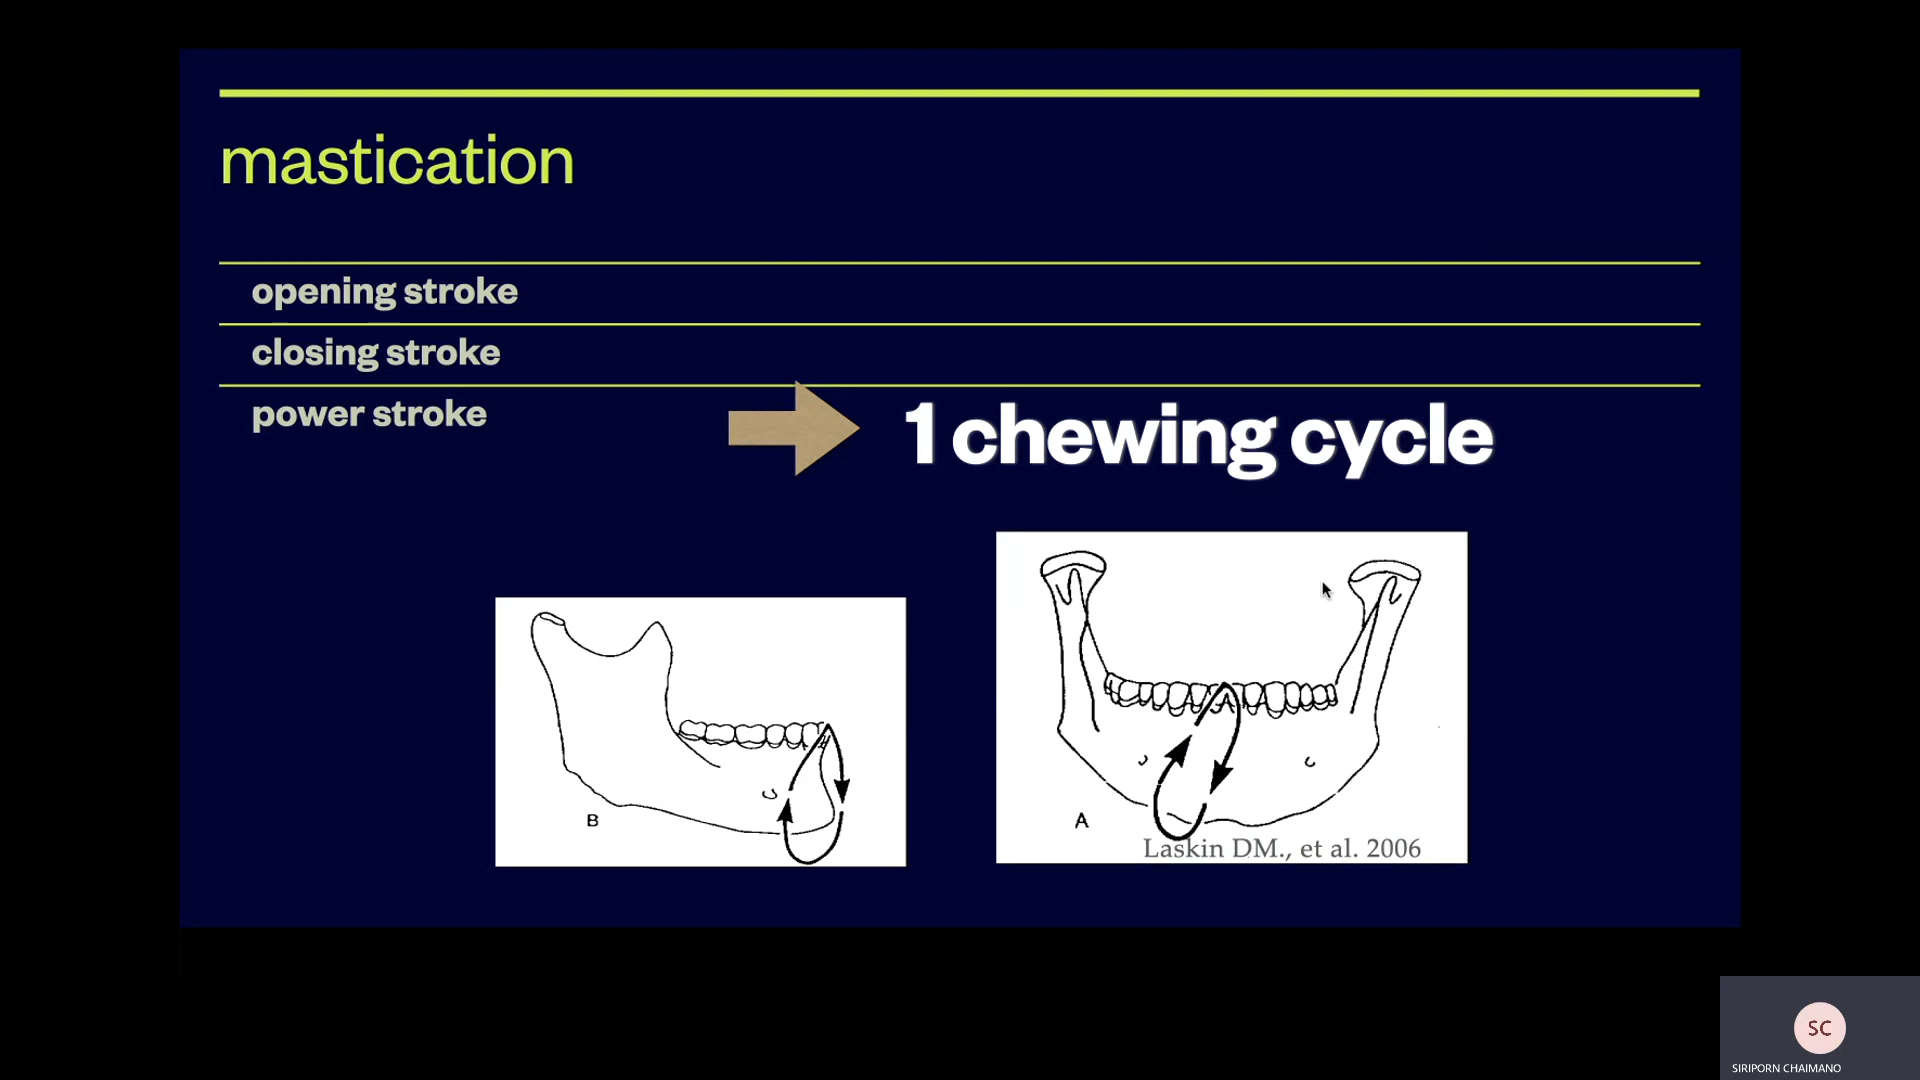 mastication
opening stroke
closing stroke
power stroke
1 chewing cycle
B
A
Laskin DM., et al. 2006
SC
SIRIPORN CHAIMANO